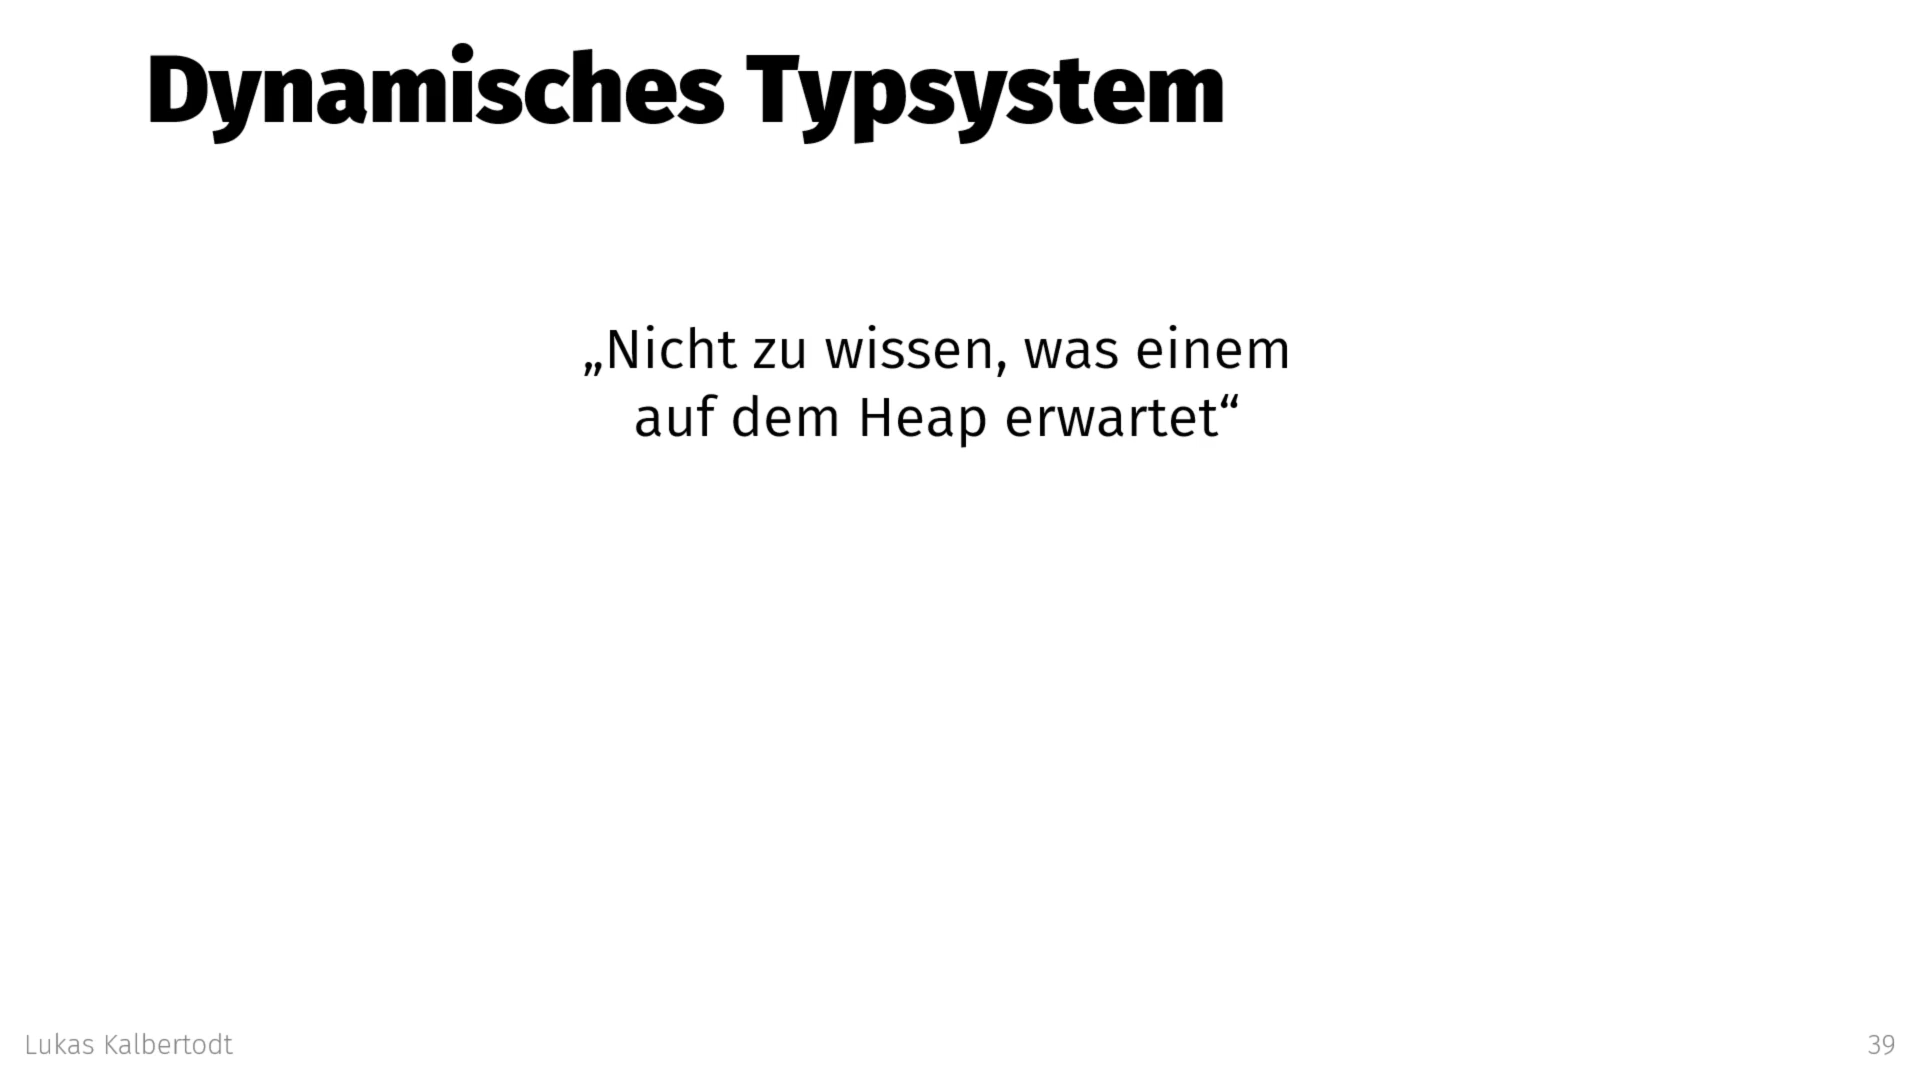 Dynamisches Typsystem
„Nicht zu wissen, was einem
auf dem Heap erwartet“
Lukas Kalbertodt
39